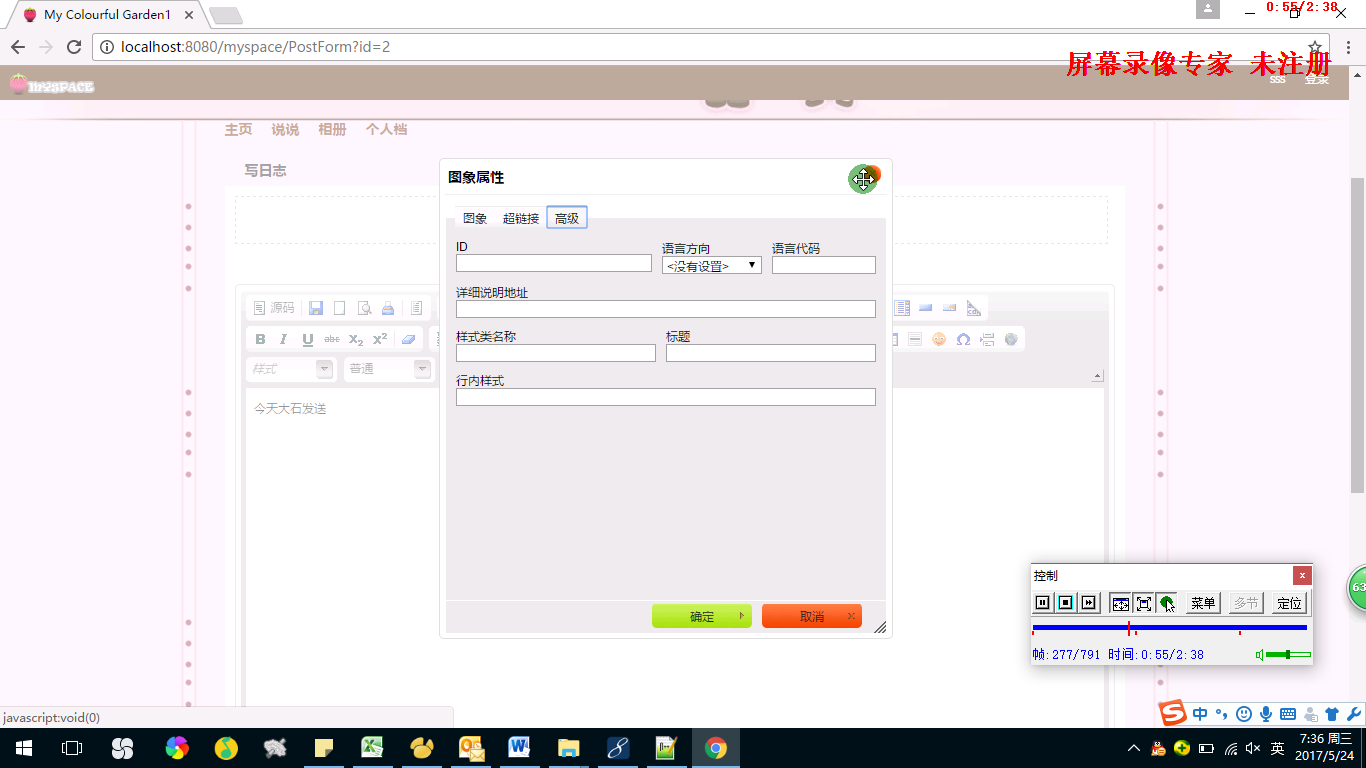 My Colourful Garden1
0:55/2:38
localhost:8080/myspace/PostForm?id=2
屏幕录像专家 未注册
mySPACE
sss 登录
主页 说说 相册 个人档
写日志
图象属性
图象 超链接 高级
ID
语言方向
语言代码
<没有设置>
详细说明地址
样式类名称
标题
行内样式
确定
取消
源码
B I U abc X2 X2
样式
普通
今天大石发送
控制
菜单 多节 定位
帧:277/791 时间:0:55/2:38
63
javascript:void(0)
中
英
7:36 周三
2017/5/24